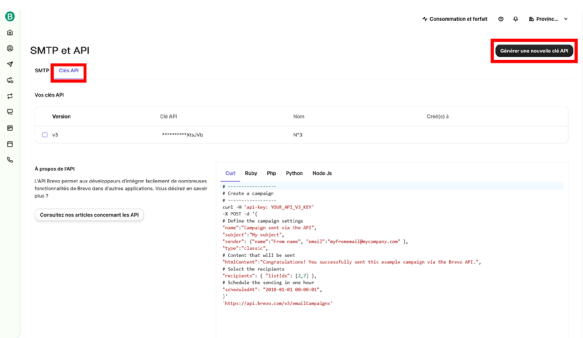 Consommation et forfait
Provinc...
SMTP et API
Générer une nouvelle clé API
SMTP
Clés API
Vos clés API
Version
Clé API
Nom
Créé(e) à
v3
N°3
À propos de l'API
L'API Brevo permet aux développeurs d'intégrer facilement de nombreuses
fonctionnalités de Brevo dans d'autres applications. Vous désirez en savoir
plus ?
Consultez nos articles concernant les API
Curl Ruby Php Python Node Js
# ------------------
# Create a campaign
# ------------------
curl -H 'api-key: YOUR_API_V3_KEY'
-X POST -d '{
# Define the campaign settings
"name":"Campaign sent via the API",
"subject":"My subject",
"sender": {"name":"From name", "email":"myfromemail@mycompany.com" },
"type":"classic",
# Content that will be sent
"htmlContent":"Congratulations! You successfully sent this example campaign via the Brevo API.",
# Select the recipients
"recipients": { "listIds": [2,7] },
# Schedule the sending in one hour
"scheduledAt": "2018-01-01 00:00:01",
}'
'https://api.brevo.com/v3/emailCampaigns'